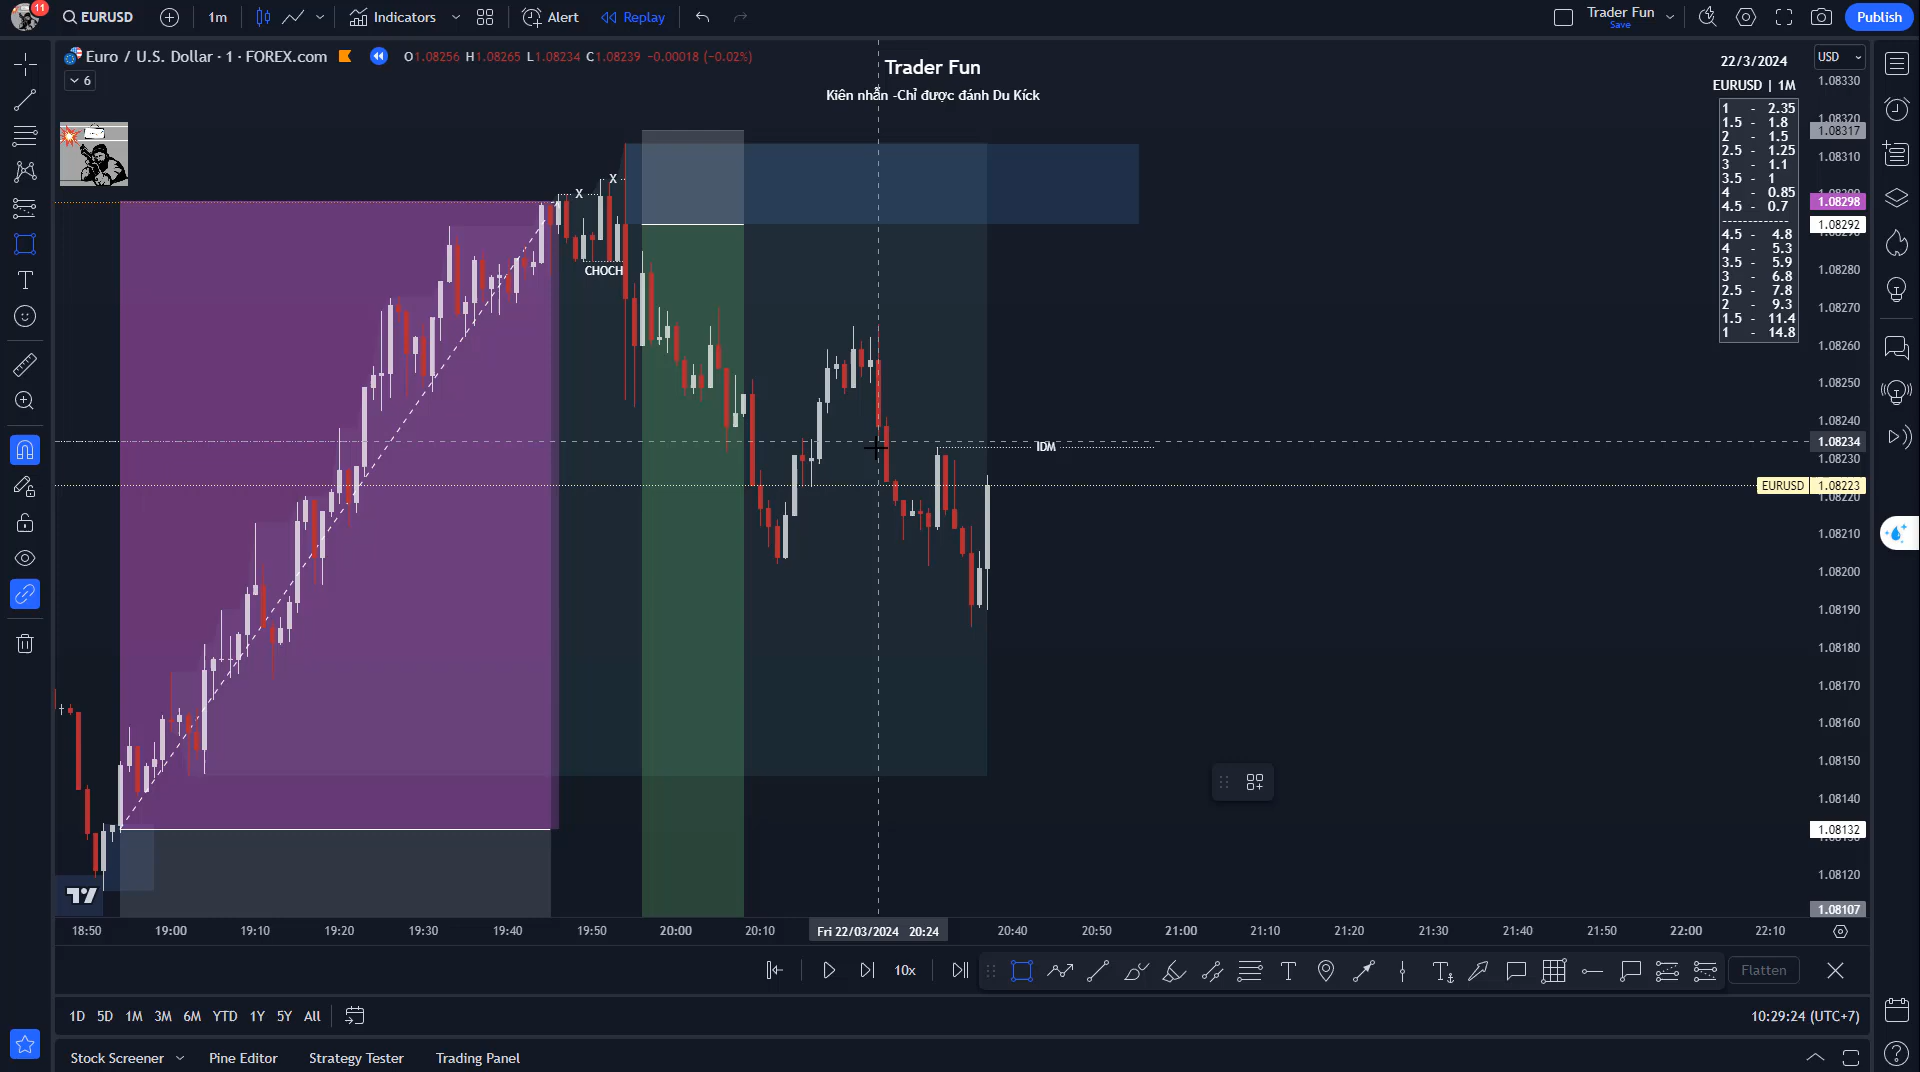 11
EURUSD
1m
Indicators
Alert
Replay
Trader Fun
Save
Publish
Euro / U.S. Dollar · 1 · FOREX.com
O1.08256 H1.08265 L1.08234 C1.08239 -0.00018 (-0.02%)
6
Trader Fun
Kiên nhẫn -Chỉ được đánh Du Kích
22/3/2024
EURUSD | 1M
1 - 2.35
1.5 - 1.8
2 - 1.5
2.5 - 1.25
3 - 1.1
3.5 - 1
4 - 0.85
4.5 - 0.7
-------------
4.5 - 4.8
4 - 5.3
3.5 - 5.9
3 - 6.8
2.5 - 7.8
2 - 9.3
1.5 - 11.4
1 - 14.8
USD
1.08330
1.08320
1.08317
1.08310
1.08298
1.08292
1.08280
1.08270
1.08260
1.08250
1.08240
1.08234
1.08230
EURUSD 1.08223
1.08220
1.08210
1.08200
1.08190
1.08180
1.08170
1.08160
1.08150
1.08140
1.08132
1.08120
1.08107
X
X
CHOCH
IDM
18:50 19:00 19:10 19:20 19:30 19:40 19:50 20:00 20:10 Fri 22/03/2024 20:24 20:40 20:50 21:00 21:10 21:20 21:30 21:40 21:50 22:00 22:10
10x
Flatten
1D 5D 1M 3M 6M YTD 1Y 5Y All
10:29:24 (UTC+7)
Stock Screener
Pine Editor
Strategy Tester
Trading Panel